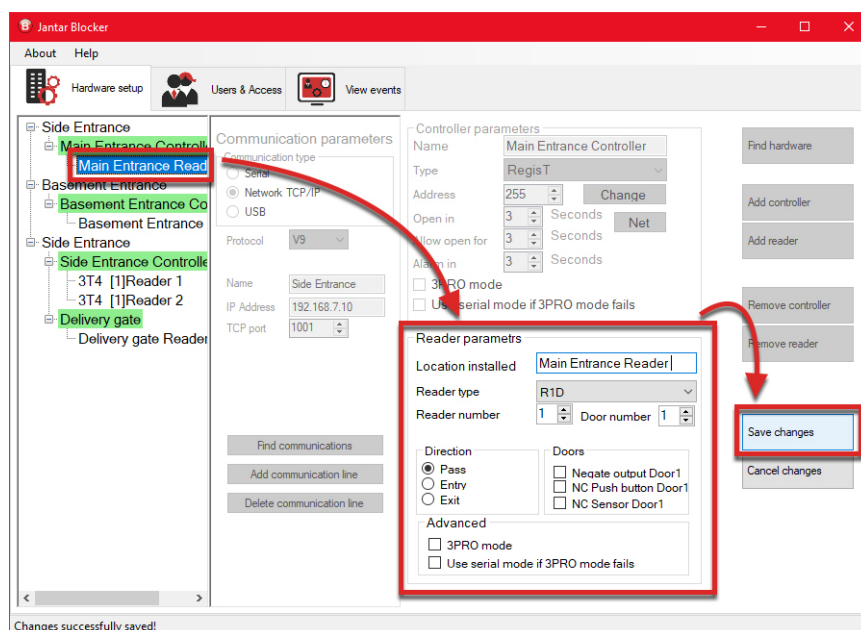 Jantar Blocker
About Help
Hardware setup
Users & Access
View events
Side Entrance
Main Entrance Controll
Main Entrance Read
Basement Entrance
Basement Entrance Co
Basement Entrance
Side Entrance
Side Entrance Controlle
3T4 [1]Reader 1
3T4 [1]Reader 2
Delivery gate
Delivery gate Reader
Communication parameters
Communication type
Serial
Network TCP/IP
USB
Protocol V9
Name Side Entrance
IP Address 192.168.7.10
TCP port 1001
Find communications
Add communication line
Delete communication line
Controller parameters
Name Main Entrance Controller
Type RegisT
Address 255 Change
Open in 3 Seconds Net
Allow open for 3 Seconds
Alarm in 3 Seconds
3PRO mode
Use serial mode if 3PRO mode fails
Reader parametrs
Location installed Main Entrance Reader
Reader type R1D
Reader number 1 Door number 1
Direction
Pass
Entry
Exit
Doors
Negate output Door1
NC Push button Door1
NC Sensor Door1
Advanced
3PRO mode
Use serial mode if 3PRO mode fails
Find hardware
Add controller
Add reader
Remove controller
Remove reader
Save changes
Cancel changes
Changes successfully saved!